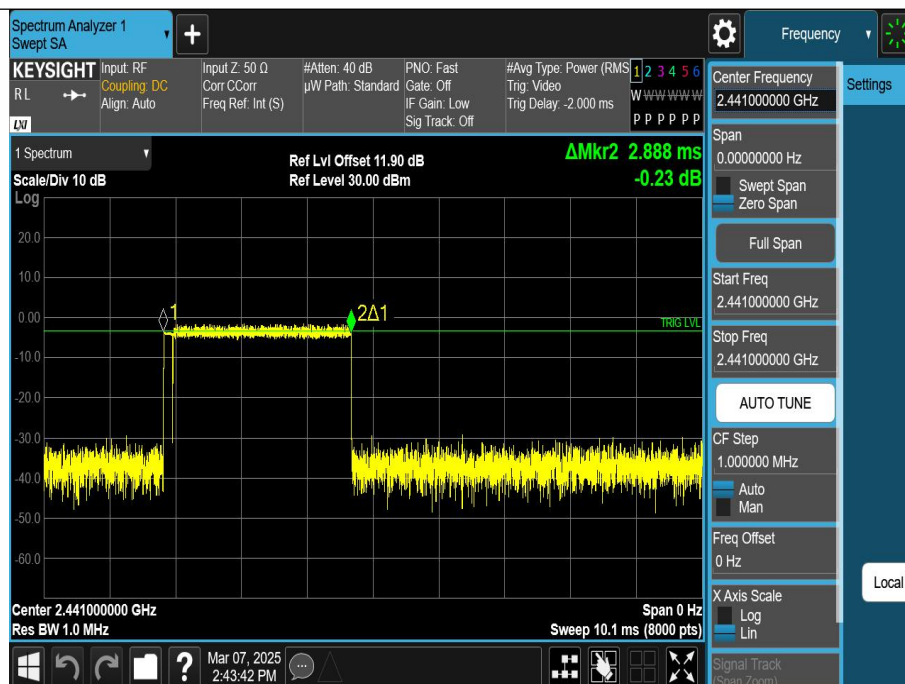 Spectrum Analyzer 1
Swept SA
Frequency
KEYSIGHT
RL
LXI
Input: RF
Coupling: DC
Align: Auto
Input Z: 50 Ω
Corr CCorr
Freq Ref: Int (S)
#Atten: 40 dB
µW Path: Standard
PNO: Fast
Gate: Off
IF Gain: Low
Sig Track: Off
#Avg Type: Power (RMS
Trig: Video
Trig Delay: -2.000 ms
1 2 3 4 5 6
W W W W W W
P P P P P P
1 Spectrum
Scale/Div 10 dB
Log
Ref Lvl Offset 11.90 dB
Ref Level 30.00 dBm
ΔMkr2 2.888 ms
-0.23 dB
20.0
10.0
0.00
-10.0
-20.0
-30.0
-40.0
-50.0
-60.0
1
2Δ1
TRIG LVL
Center 2.441000000 GHz
Res BW 1.0 MHz
Span 0 Hz
Sweep 10.1 ms (8000 pts)
Mar 07, 2025
2:43:42 PM
Center Frequency
2.441000000 GHz
Span
0.00000000 Hz
Swept Span
Zero Span
Full Span
Start Freq
2.441000000 GHz
Stop Freq
2.441000000 GHz
AUTO TUNE
CF Step
1.000000 MHz
Auto
Man
Freq Offset
0 Hz
X Axis Scale
Log
Lin
Signal Track
(Span Zoom)
Settings
Local